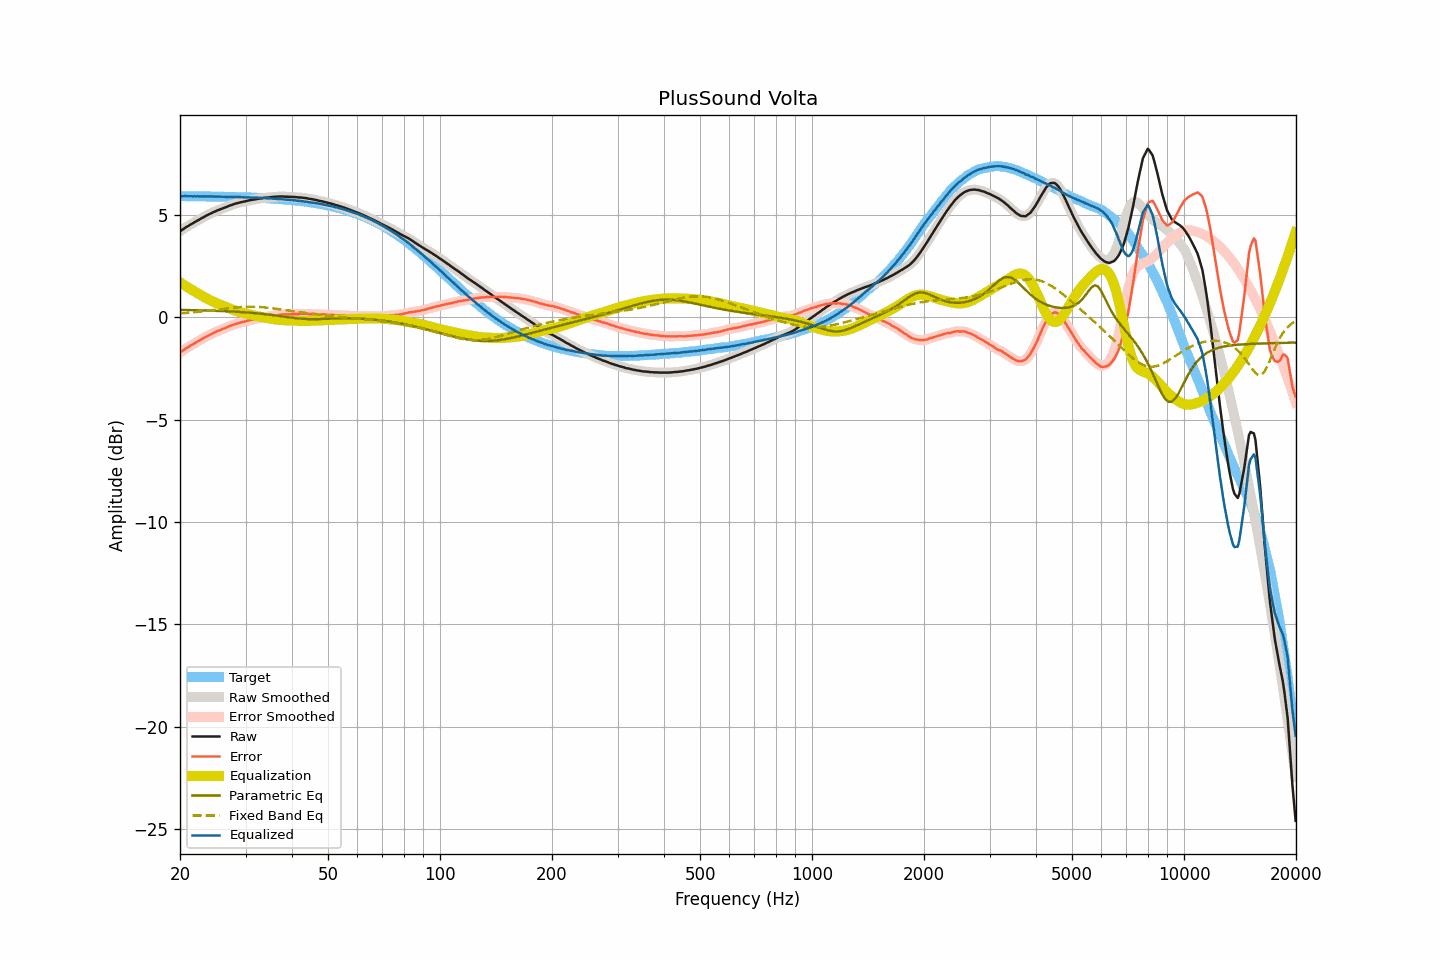 PlusSound Volta
Amplitude (dBr)
5
0
−5
−10
−15
−20
−25
Target
Raw Smoothed
Error Smoothed
Raw
Error
Equalization
Parametric Eq
Fixed Band Eq
Equalized
20 50 100 200 500 1000 2000 5000 10000 20000
Frequency (Hz)